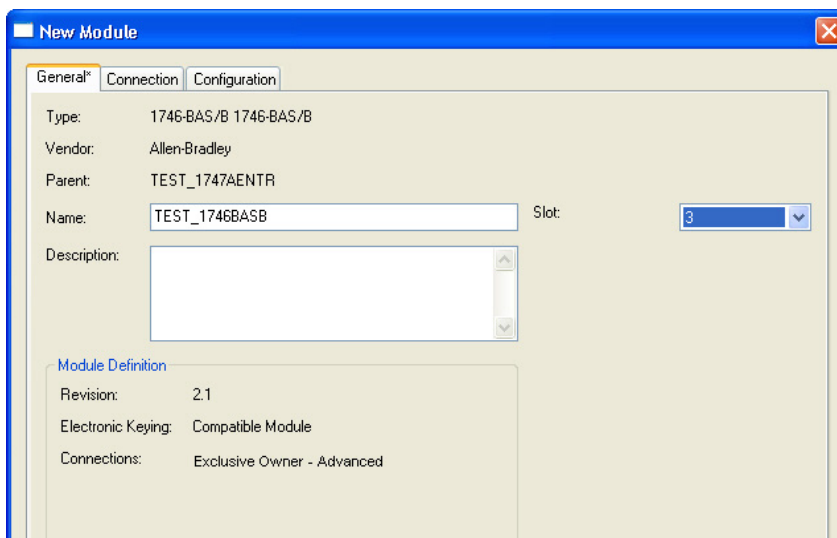 New Module
General* Connection Configuration
Type: 1746-BAS/B 1746-BAS/B
Vendor: Allen-Bradley
Parent: TEST_1747AENTR
Name: TEST_1746BASB Slot: 3
Description:
Module Definition
Revision: 2.1
Electronic Keying: Compatible Module
Connections: Exclusive Owner - Advanced